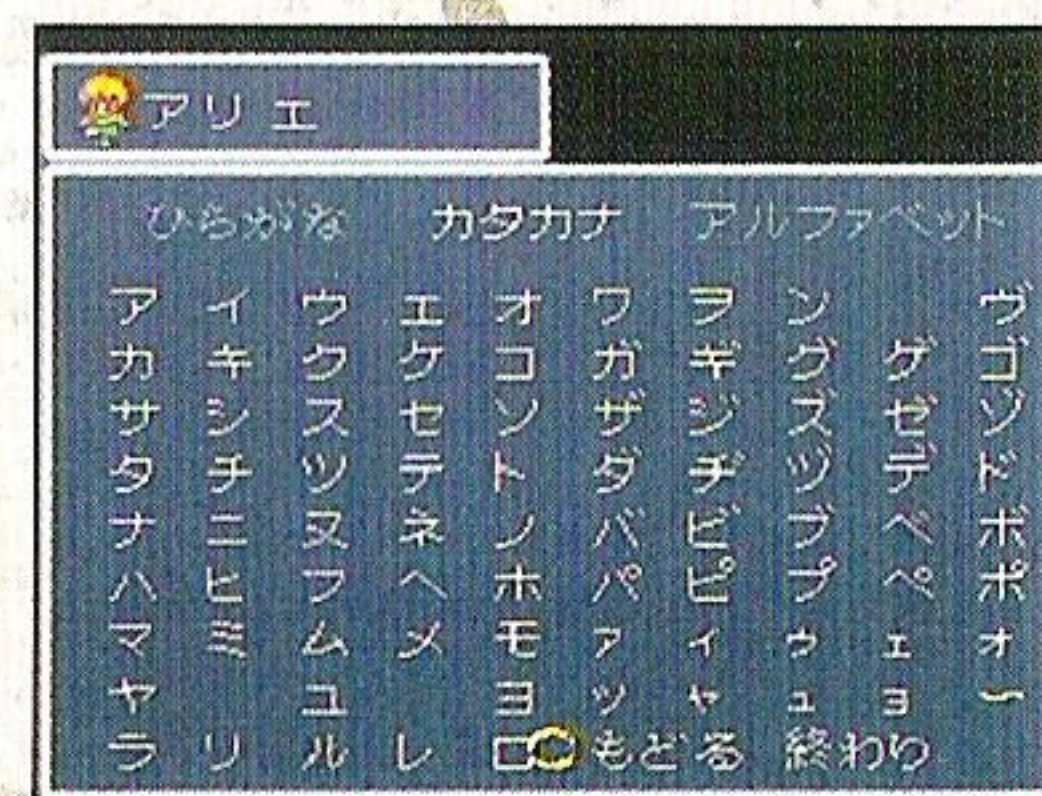 アリエ
ひらがな カタカナ アルファベット
ア イ ウ エ オ ワ ヲ ン ヴ
カ キ ク ケ コ ガ ギ グ ゲ ゴ
サ シ ス セ ソ ザ ジ ズ ゼ ゾ
タ チ ツ テ ト ダ ヂ ヅ デ ド
ナ ニ ヌ ネ ノ バ ビ ブ ベ ボ
ハ ヒ フ ヘ ホ パ ピ プ ペ ポ
マ ミ ム メ モ ァ ィ ゥ ェ ォ
ヤ ユ ヨ ッ ャ ュ ョ ー
ラ リ ル レ ロ もどる 終わり